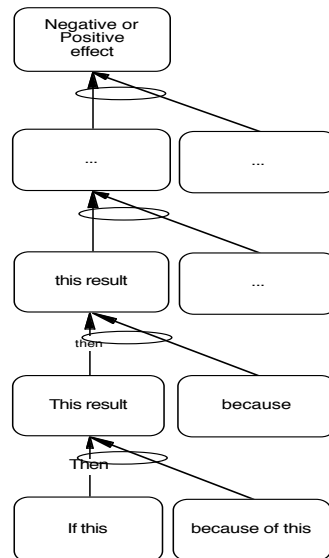 Negative or
Positive
effect
...
...
this result
...
then
This result
because
Then
If this
because of this